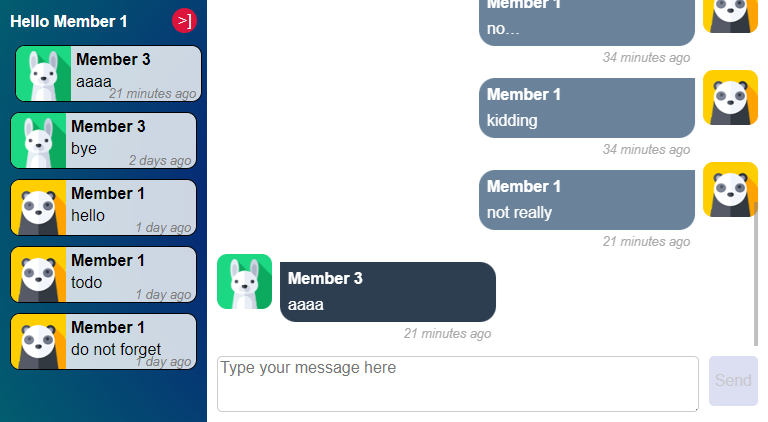 Hello Member 1
>]
Member 3
aaaa
21 minutes ago
Member 3
bye
2 days ago
Member 1
hello
1 day ago
Member 1
todo
1 day ago
Member 1
do not forget
1 day ago
Member 1
no...
34 minutes ago
Member 1
kidding
34 minutes ago
Member 1
not really
21 minutes ago
Member 3
aaaa
21 minutes ago
Type your message here
Send